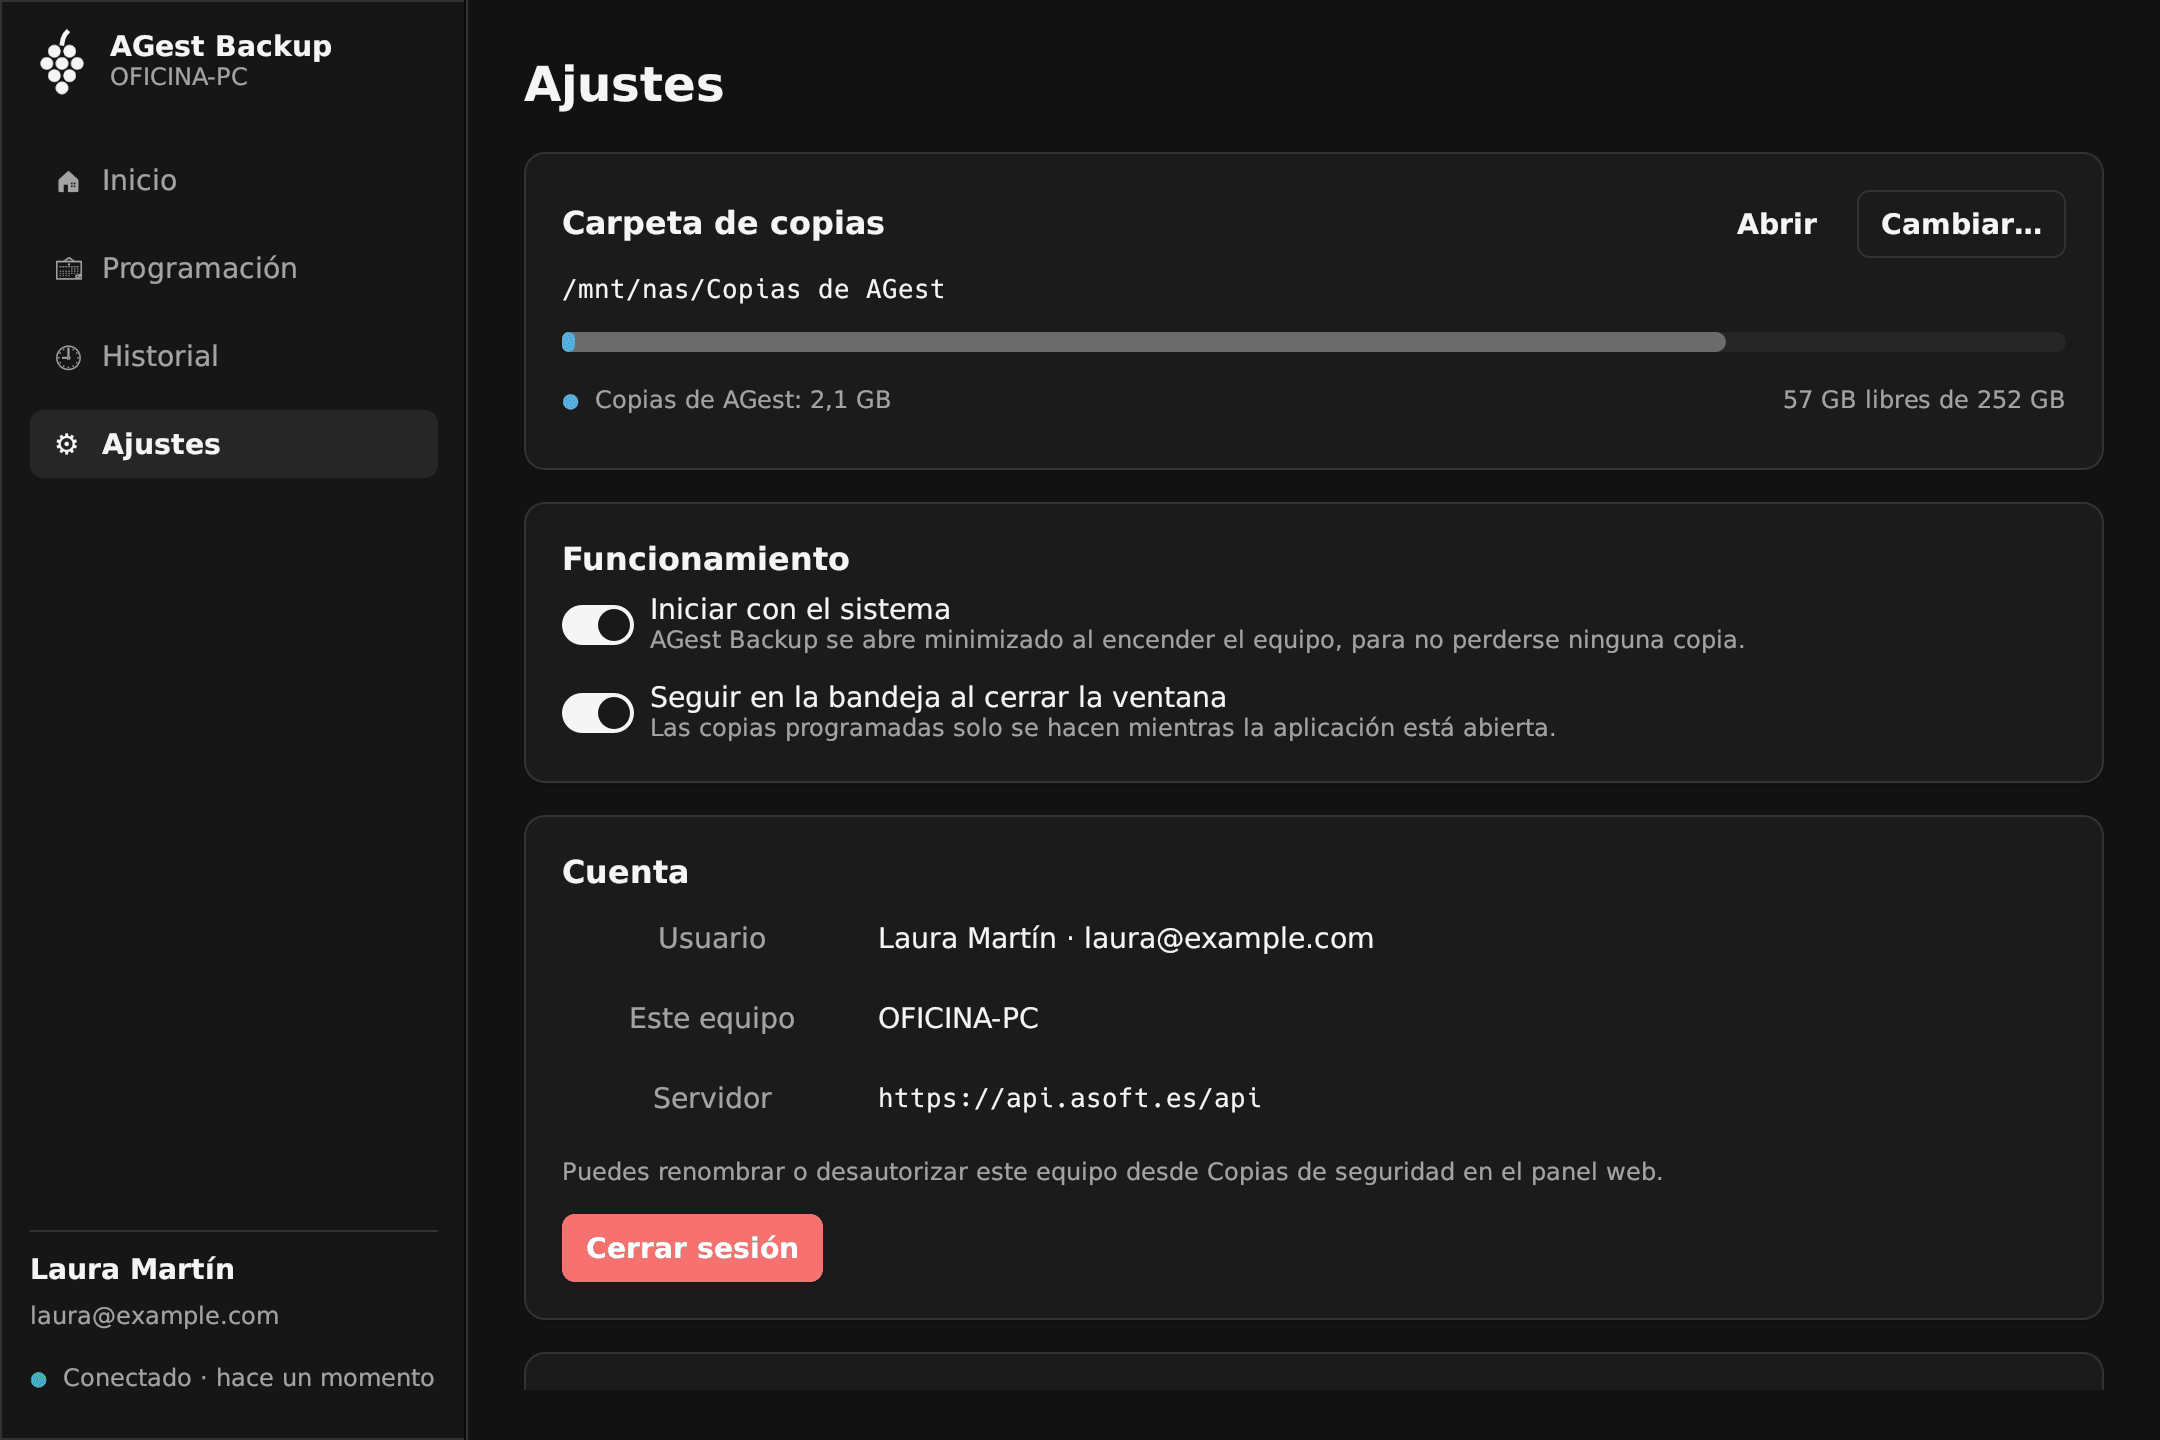 AGest Backup
OFICINA-PC
Inicio
Programación
Historial
Ajustes
Laura Martín
laura@example.com
Conectado · hace un momento
Ajustes
Carpeta de copias
Abrir
Cambiar...
/mnt/nas/Copias de AGest
Copias de AGest: 2,1 GB
57 GB libres de 252 GB
Funcionamiento
Iniciar con el sistema
AGest Backup se abre minimizado al encender el equipo, para no perderse ninguna copia.
Seguir en la bandeja al cerrar la ventana
Las copias programadas solo se hacen mientras la aplicación está abierta.
Cuenta
Usuario
Laura Martín · laura@example.com
Este equipo
OFICINA-PC
Servidor
https://api.asoft.es/api
Puedes renombrar o desautorizar este equipo desde Copias de seguridad en el panel web.
Cerrar sesión